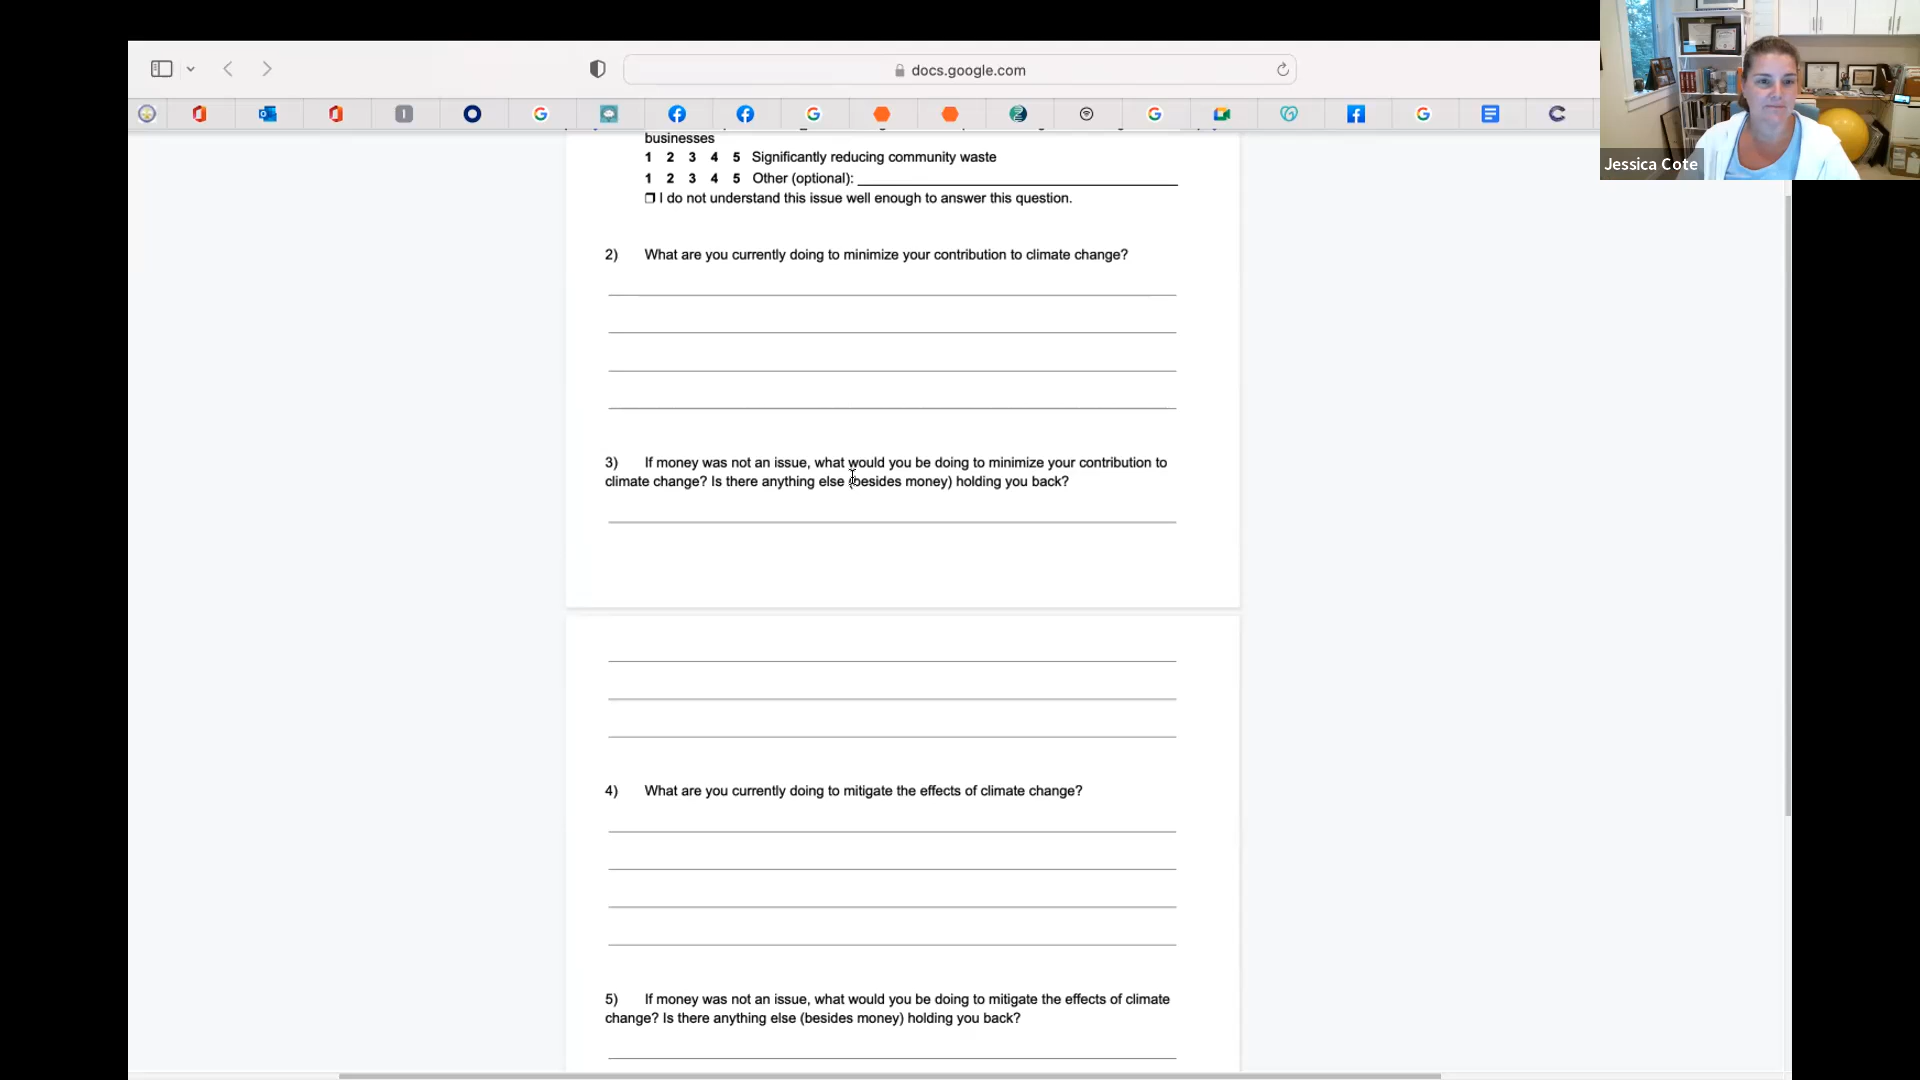 docs.google.com
Jessica Cote
businesses
1 2 3 4 5 Significantly reducing community waste
1 2 3 4 5 Other (optional):
I do not understand this issue well enough to answer this question.
2) What are you currently doing to minimize your contribution to climate change?
3) If money was not an issue, what would you be doing to minimize your contribution to
climate change? Is there anything else (besides money) holding you back?
4) What are you currently doing to mitigate the effects of climate change?
5) If money was not an issue, what would you be doing to mitigate the effects of climate
change? Is there anything else (besides money) holding you back?